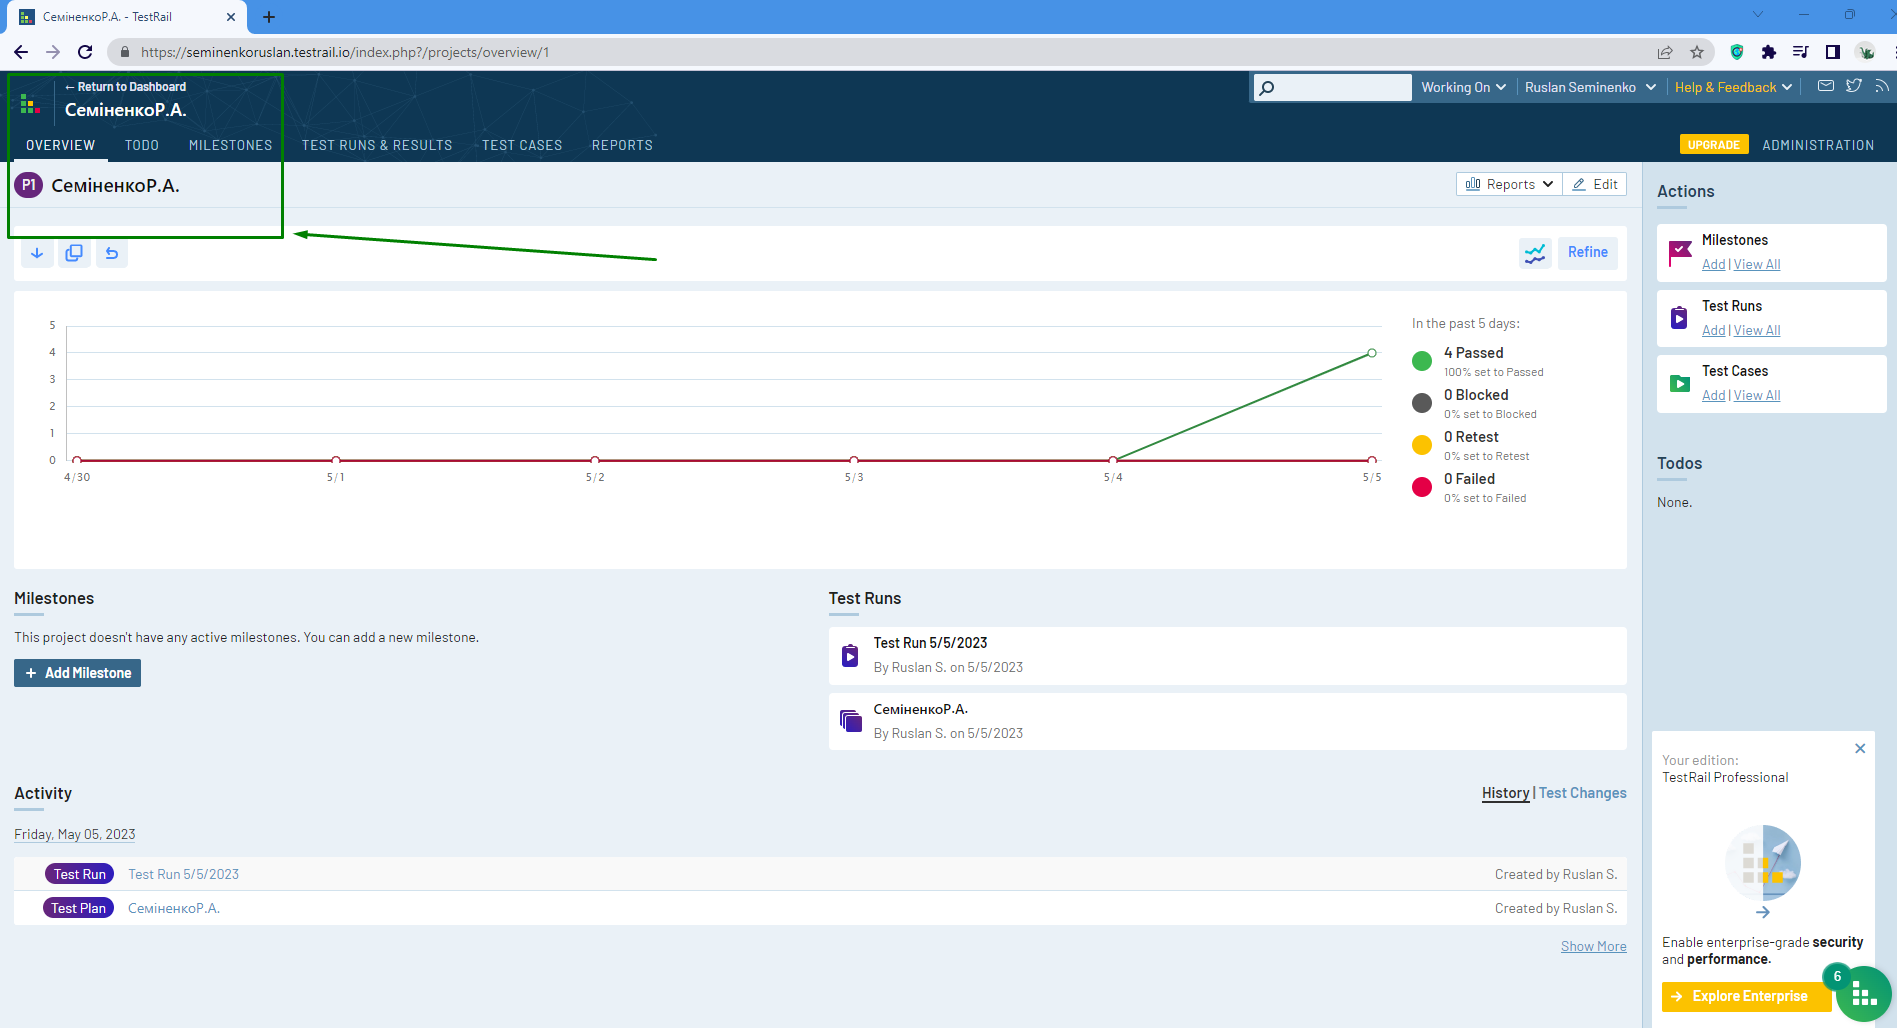 СеміненкоР.А. - TestRail
https://seminenkoruslan.testrail.io/index.php?/projects/overview/1
← Return to Dashboard
СеміненкоР.А.
Working On
Ruslan Seminenko
Help & Feedback
OVERVIEW TODO MILESTONES TEST RUNS & RESULTS TEST CASES REPORTS
UPGRADE ADMINISTRATION
P1 СеміненкоР.А.
Reports Edit
Refine
5
4
3
2
1
0
4/30 5/1 5/2 5/3 5/4 5/5
In the past 5 days:
4 Passed
100% set to Passed
0 Blocked
0% set to Blocked
0 Retest
0% set to Retest
0 Failed
0% set to Failed
Milestones
This project doesn't have any active milestones. You can add a new milestone.
+ Add Milestone
Test Runs
Test Run 5/5/2023
By Ruslan S. on 5/5/2023
СеміненкоР.А.
By Ruslan S. on 5/5/2023
Activity
History | Test Changes
Friday, May 05, 2023
Test Run Test Run 5/5/2023 Created by Ruslan S.
Test Plan СеміненкоР.А. Created by Ruslan S.
Show More
Actions
Milestones
Add | View All
Test Runs
Add | View All
Test Cases
Add | View All
Todos
None.
Your edition:
TestRail Professional
Enable enterprise-grade security
and performance.
Explore Enterprise
6